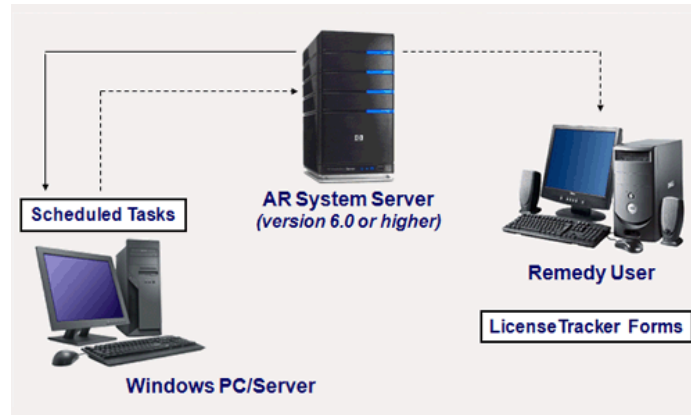 AR System Server
(version 6.0 or higher)
Scheduled Tasks
Remedy User
LicenseTracker Forms
Windows PC/Server